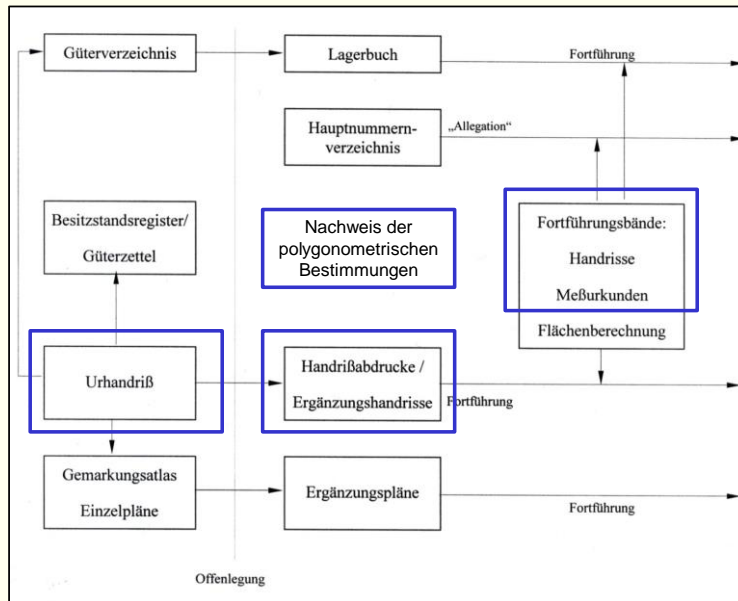 Güterverzeichnis
Lagerbuch
Fortführung
Hauptnummern-
verzeichnis
„Allegation“
Besitzstandsregister/
Güterzettel
Nachweis der
polygonometrischen
Bestimmungen
Fortführungsbände:
Handrisse
Meßurkunden
Flächenberechnung
Urhandriß
Handrißabdrucke /
Ergänzungshandrisse
Fortführung
Gemarkungsatlas
Einzelpläne
Ergänzungspläne
Fortführung
Offenlegung